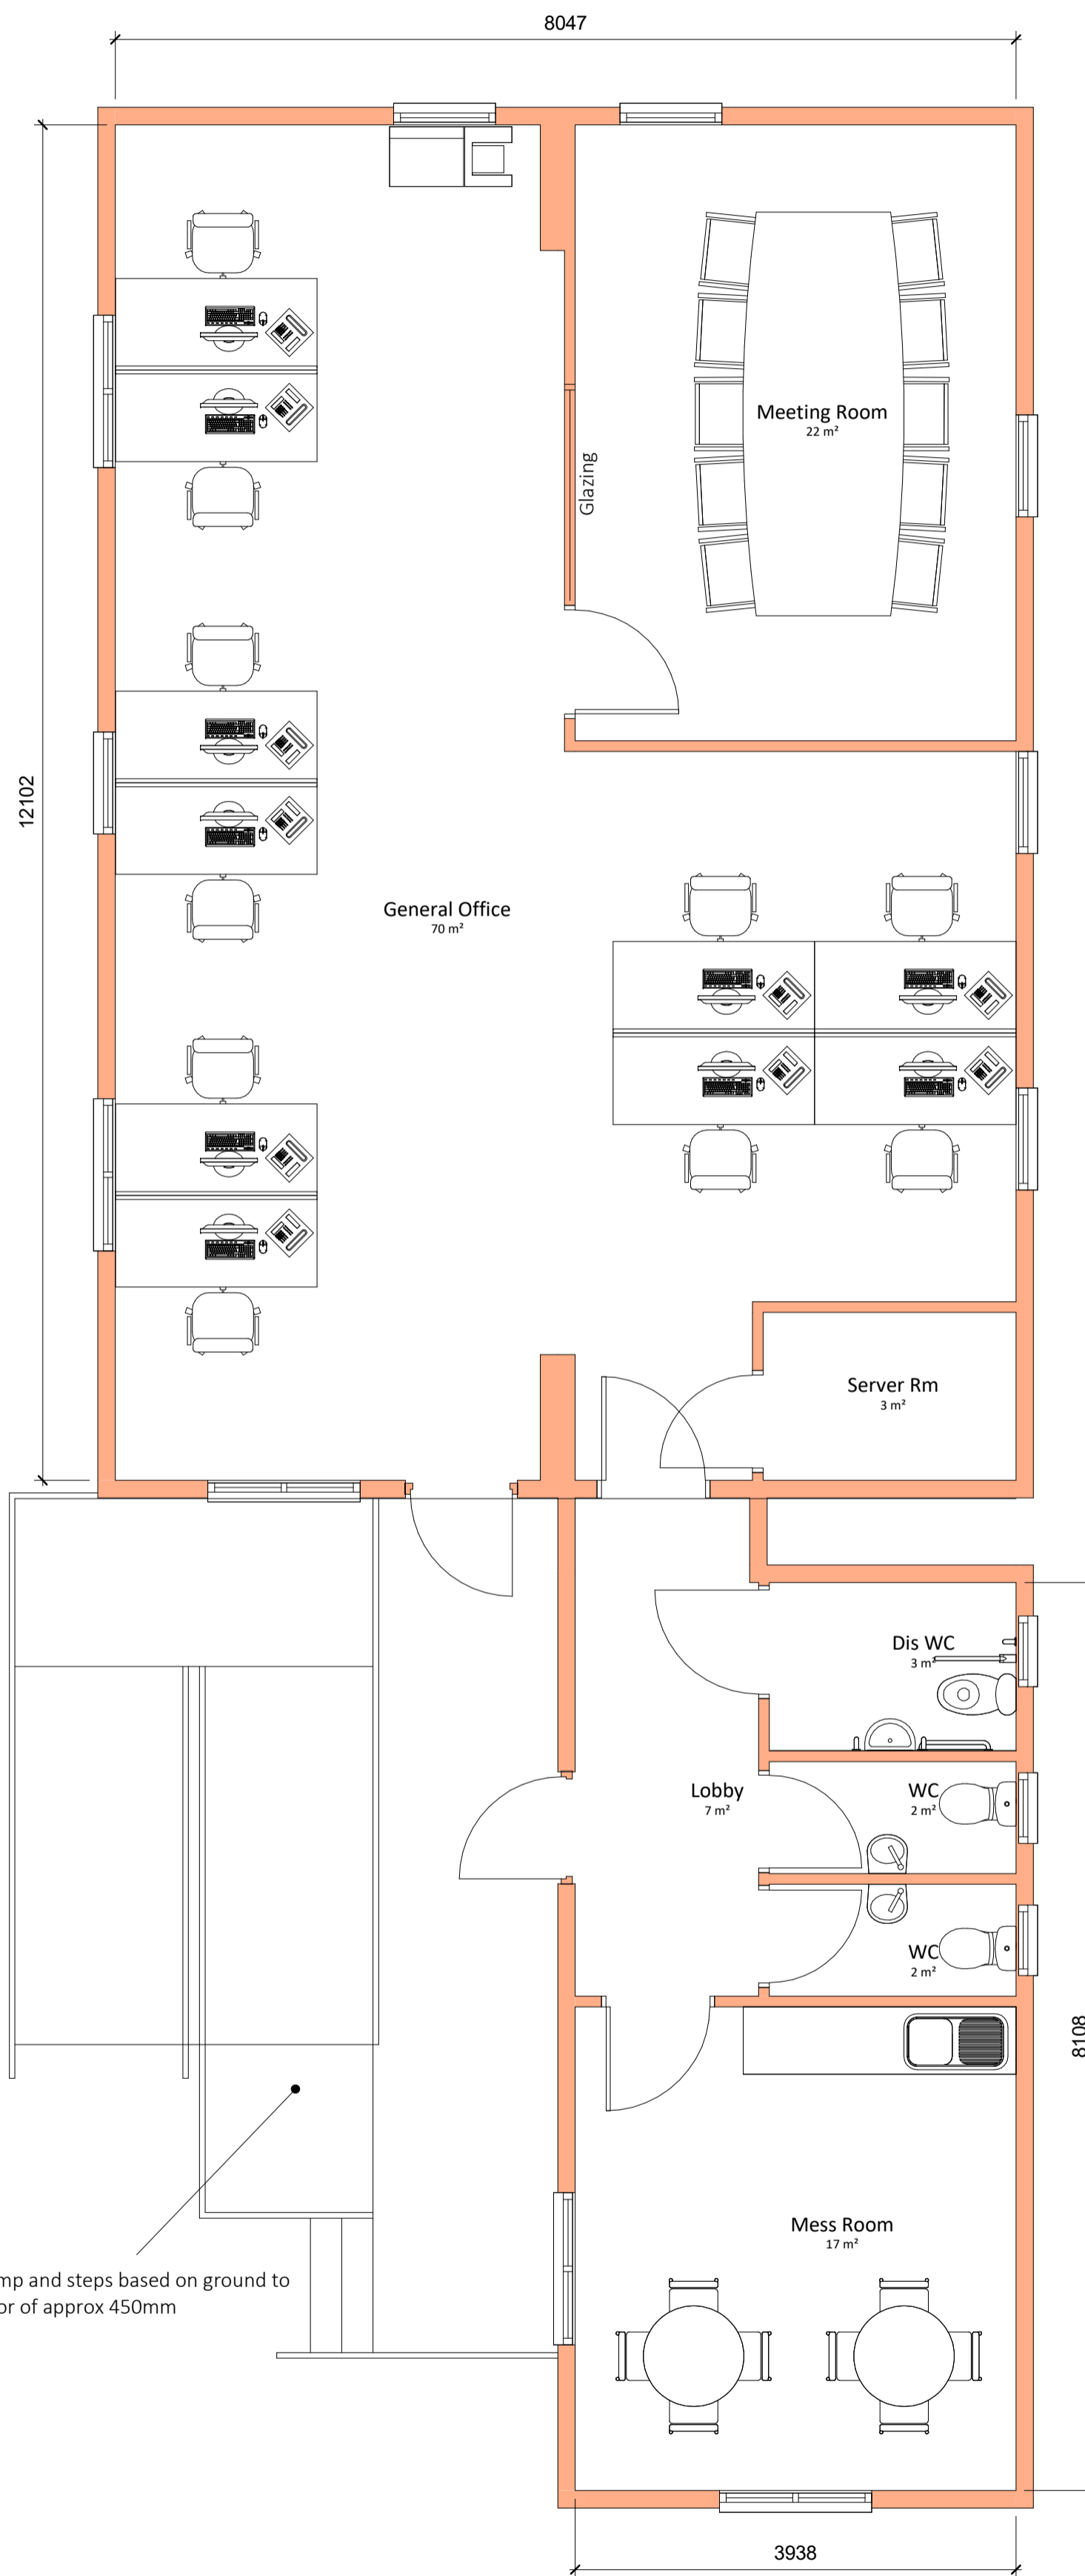 8047
12102
Meeting Room
22 m²
Glazing
General Office
70 m²
Server Rm
3 m²
Dis WC
3 m²
Lobby
7 m²
WC
2 m²
WC
2 m²
8108
Mess Room
17 m²
mp and steps based on ground to
or of approx 450mm
3938